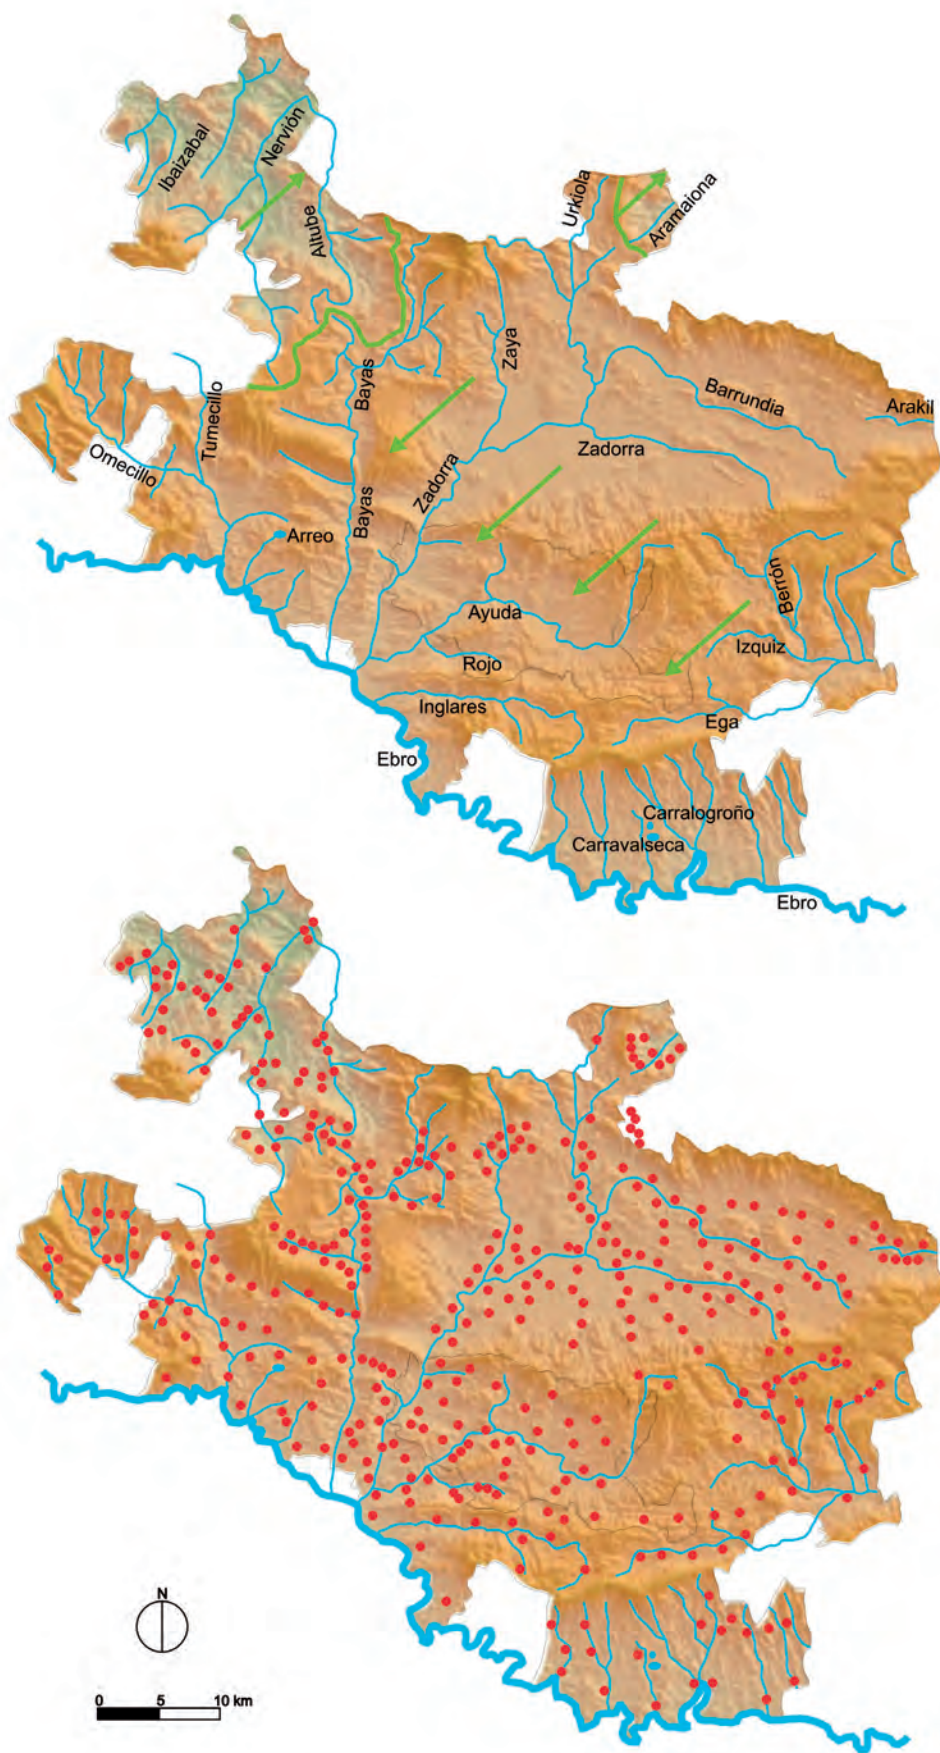 Ibaizabal
Nervión
Altube
Urkiola
Aramaiona
Zaya
Bayas
Barrundia
Arakil
Tumecillo
Omecillo
Zadorra
Zadorra
Bayas
Arreo
Berrón
Ayuda
Izquiz
Rojo
Inglares
Ega
Ebro
Carralogroño
Carravalseca
Ebro
N
0 5 10 km